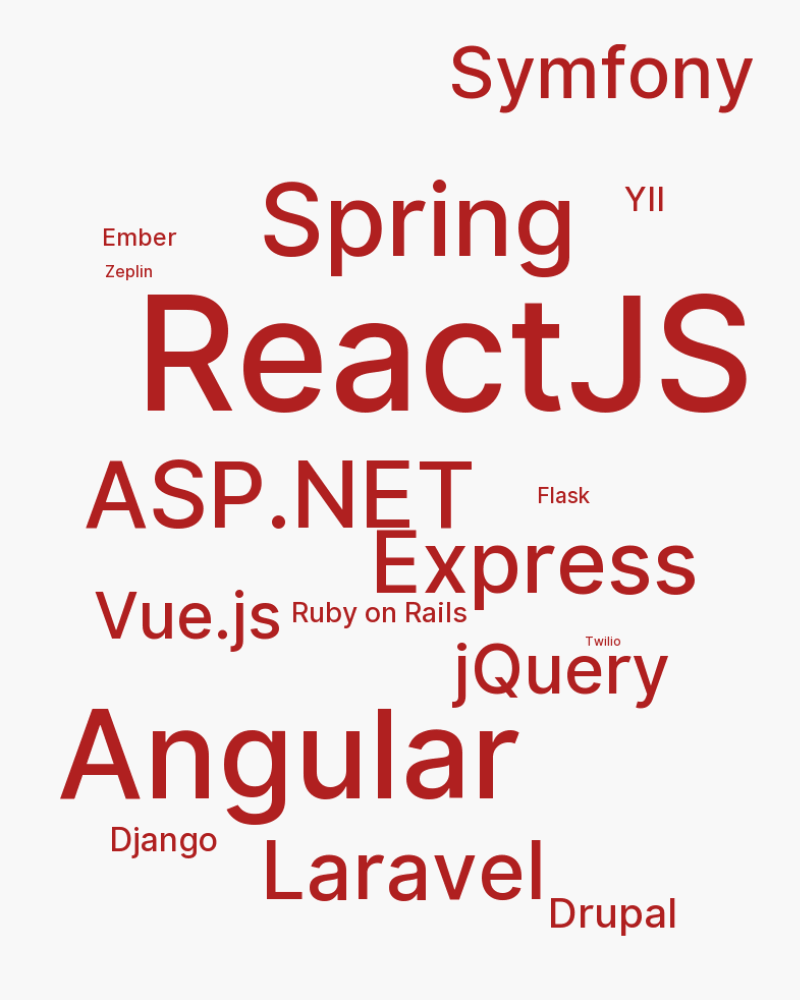 Symfony
Spring
YII
Ember
Zeplin
ReactJS
ASP.NET
Flask
Express
Vue.js
Ruby on Rails
Twilio
jQuery
Angular
Django
Laravel
Drupal